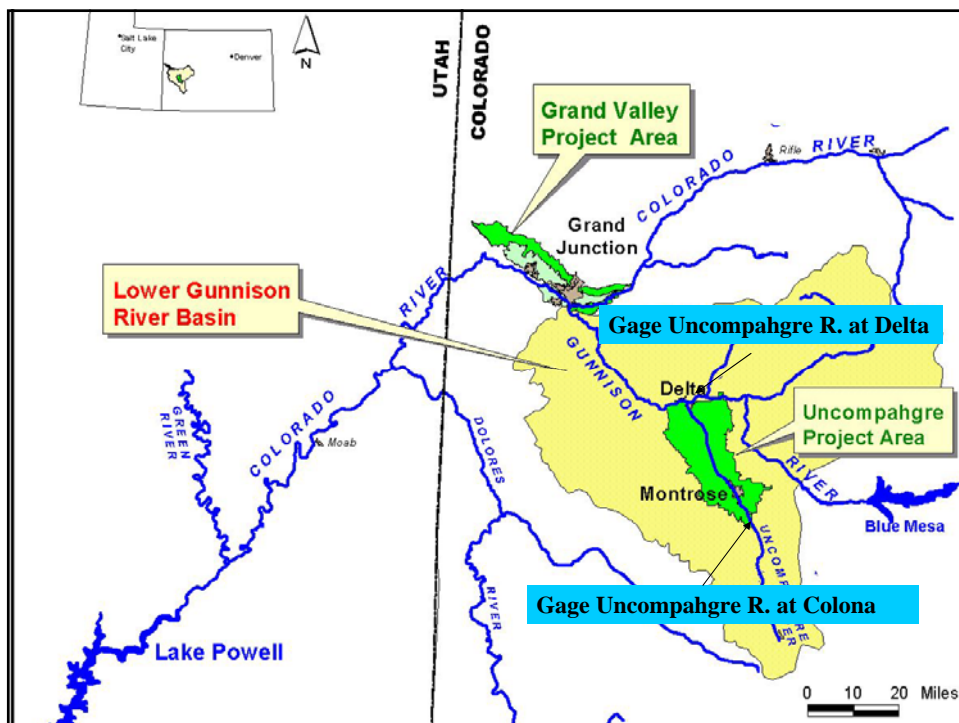 Salt Lake
City
Denver
N
UTAH
COLORADO
Grand Valley
Project Area
COLORADO RIVER
Rifle
Grand
Junction
Lower Gunnison
River Basin
RIVER
Gage Uncompahgre R. at Delta
GUNNISON
Delta
Uncompahgre
Project Area
GREEN
RIVER
COLORADO
Moab
DOLORES
RIVER
Montrose
RIVER
Blue Mesa
Gage Uncompahgre R. at Colona
RIVER
Lake Powell
0 10 20 Miles